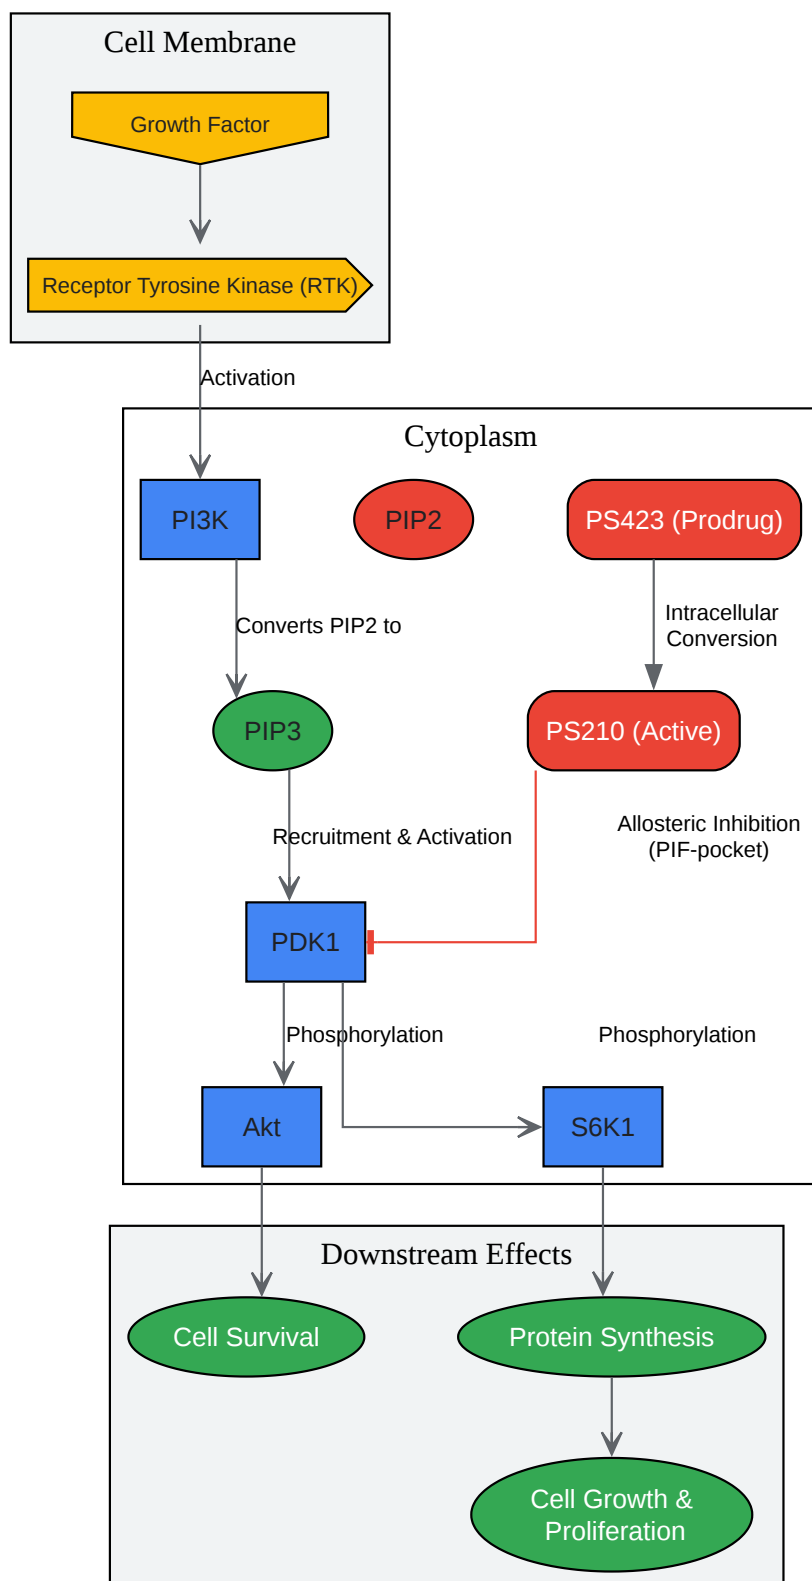 Cell Membrane
Growth Factor
Receptor Tyrosine Kinase (RTK)
Activation
Cytoplasm
PI3K
PIP2
PS423 (Prodrug)
Converts PIP2 to
Intracellular
Conversion
PIP3
PS210 (Active)
Recruitment & Activation
Allosteric Inhibition
(PIF-pocket)
PDK1
Phosphorylation
Phosphorylation
Akt
S6K1
Downstream Effects
Cell Survival
Protein Synthesis
Cell Growth &
Proliferation